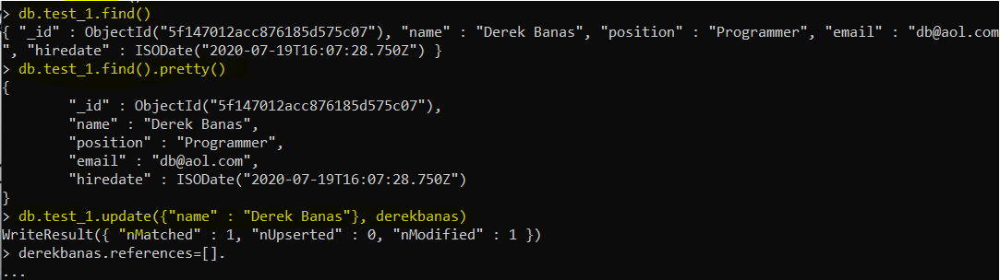 > db.test_1.find()
{ "_id" : ObjectId("5f147012acc876185d575c07"), "name" : "Derek Banas", "position" : "Programmer", "email" : "db@aol.com
", "hiredate" : ISODate("2020-07-19T16:07:28.750Z") }
> db.test_1.find().pretty()
{
        "_id" : ObjectId("5f147012acc876185d575c07"),
        "name" : "Derek Banas",
        "position" : "Programmer",
        "email" : "db@aol.com",
        "hiredate" : ISODate("2020-07-19T16:07:28.750Z")
}
> db.test_1.update({"name" : "Derek Banas"}, derekbanas)
WriteResult({ "nMatched" : 1, "nUpserted" : 0, "nModified" : 1 })
> derekbanas.references=[].
...